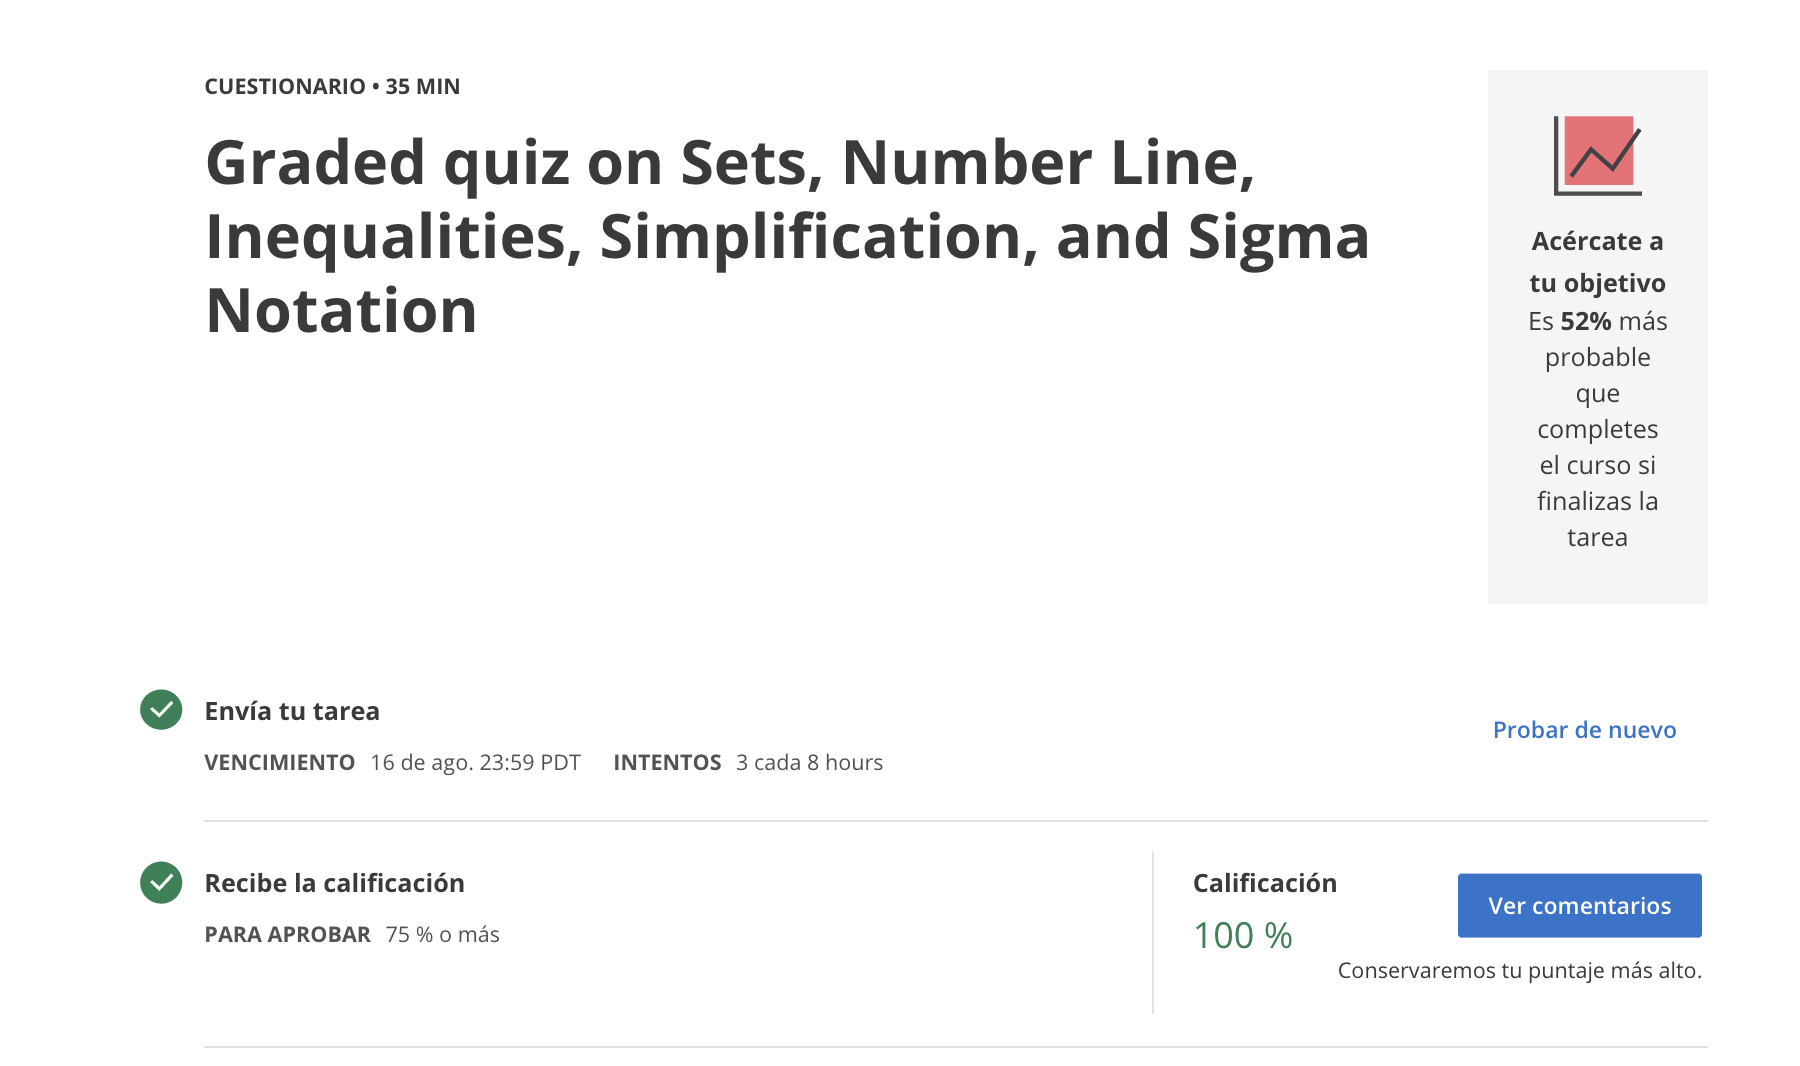 CUESTIONARIO • 35 MIN
Graded quiz on Sets, Number Line,
Inequalities, Simplification, and Sigma
Notation
Acércate a
tu objetivo
Es 52% más
probable
que
completes
el curso si
finalizas la
tarea
Envía tu tarea
VENCIMIENTO 16 de ago. 23:59 PDT INTENTOS 3 cada 8 hours
Probar de nuevo
Recibe la calificación
PARA APROBAR 75 % o más
Calificación
100 %
Ver comentarios
Conservaremos tu puntaje más alto.